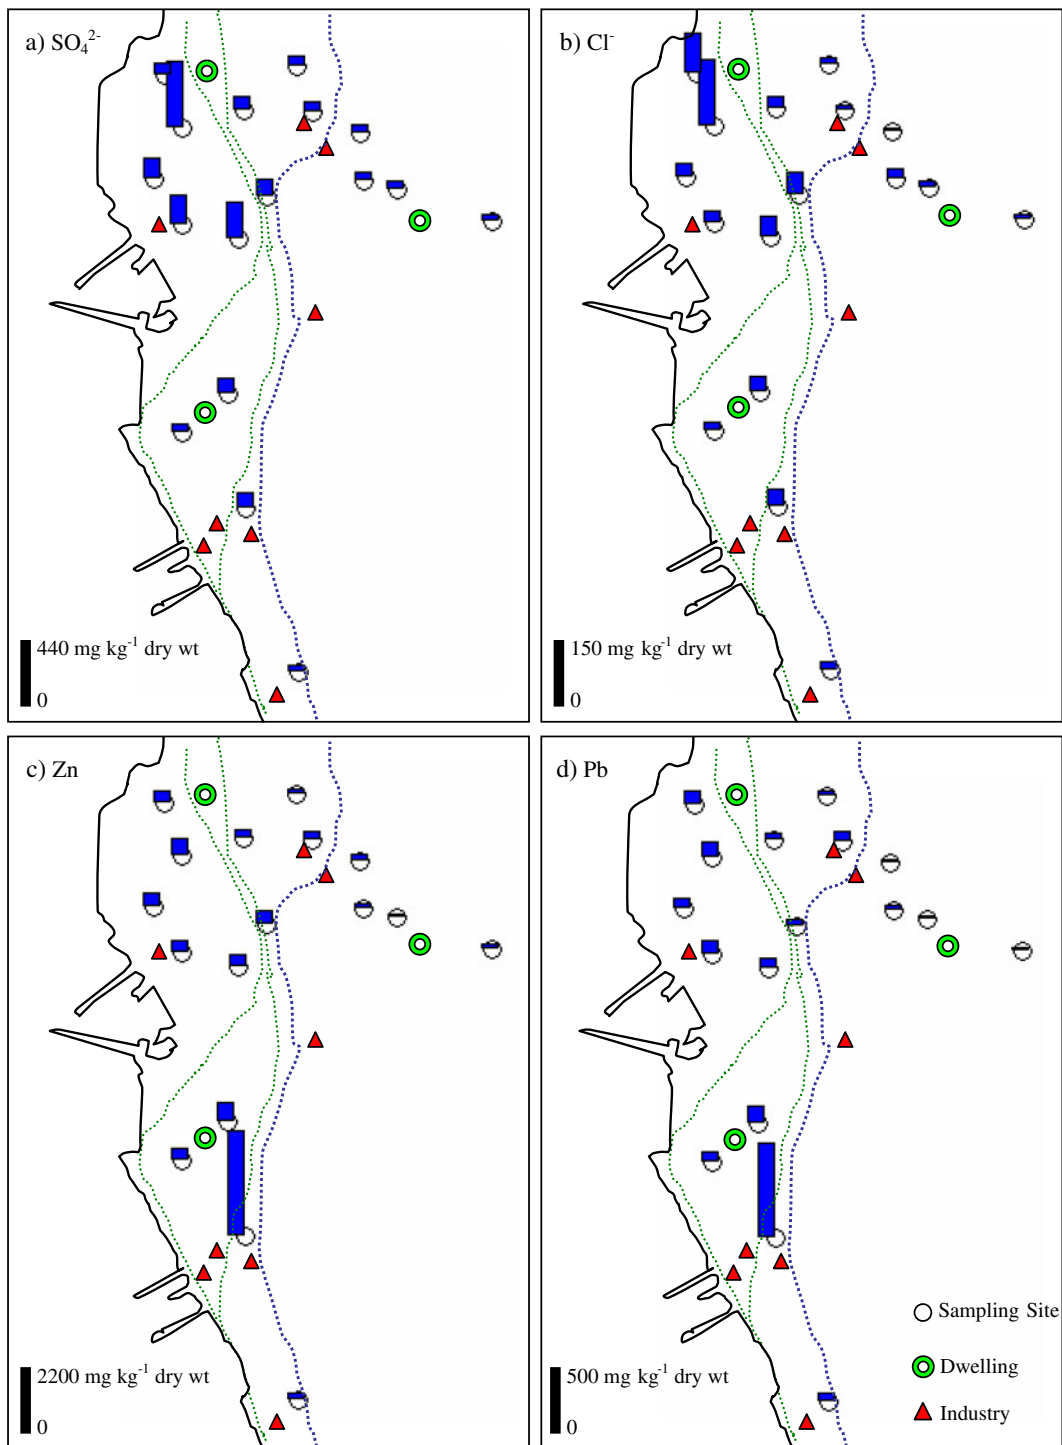 a) SO₄²⁻
b) Cl⁻
440 mg kg⁻¹ dry wt
0
150 mg kg⁻¹ dry wt
0
c) Zn
d) Pb
Sampling Site
Dwelling
Industry
2200 mg kg⁻¹ dry wt
0
500 mg kg⁻¹ dry wt
0